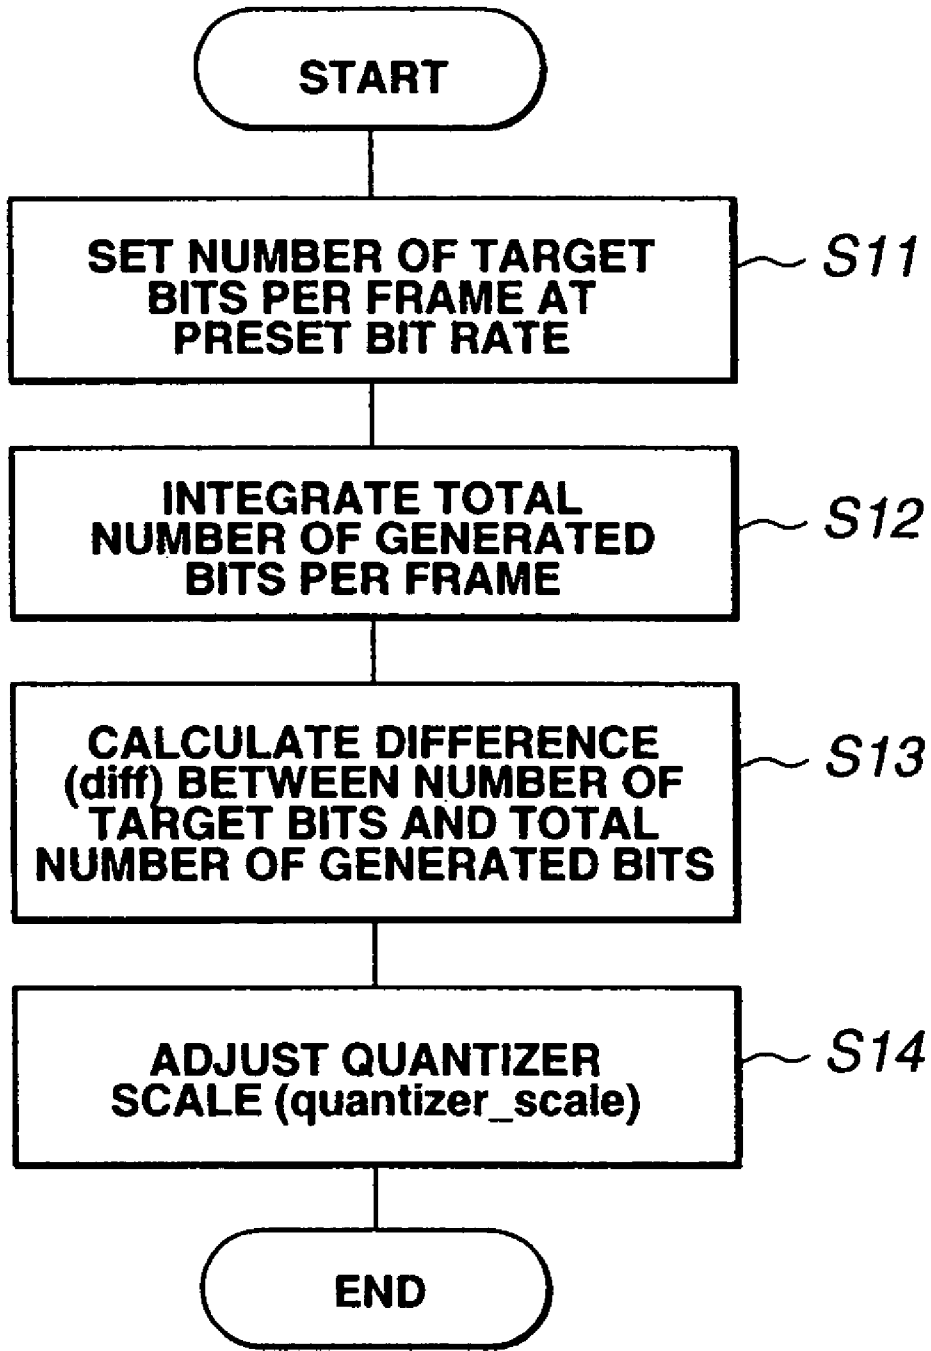 START
SET NUMBER OF TARGET
BITS PER FRAME AT
PRESET BIT RATE
S11
INTEGRATE TOTAL
NUMBER OF GENERATED
BITS PER FRAME
S12
CALCULATE DIFFERENCE
(diff) BETWEEN NUMBER OF
TARGET BITS AND TOTAL
NUMBER OF GENERATED BITS
S13
ADJUST QUANTIZER
SCALE (quantizer_scale)
S14
END